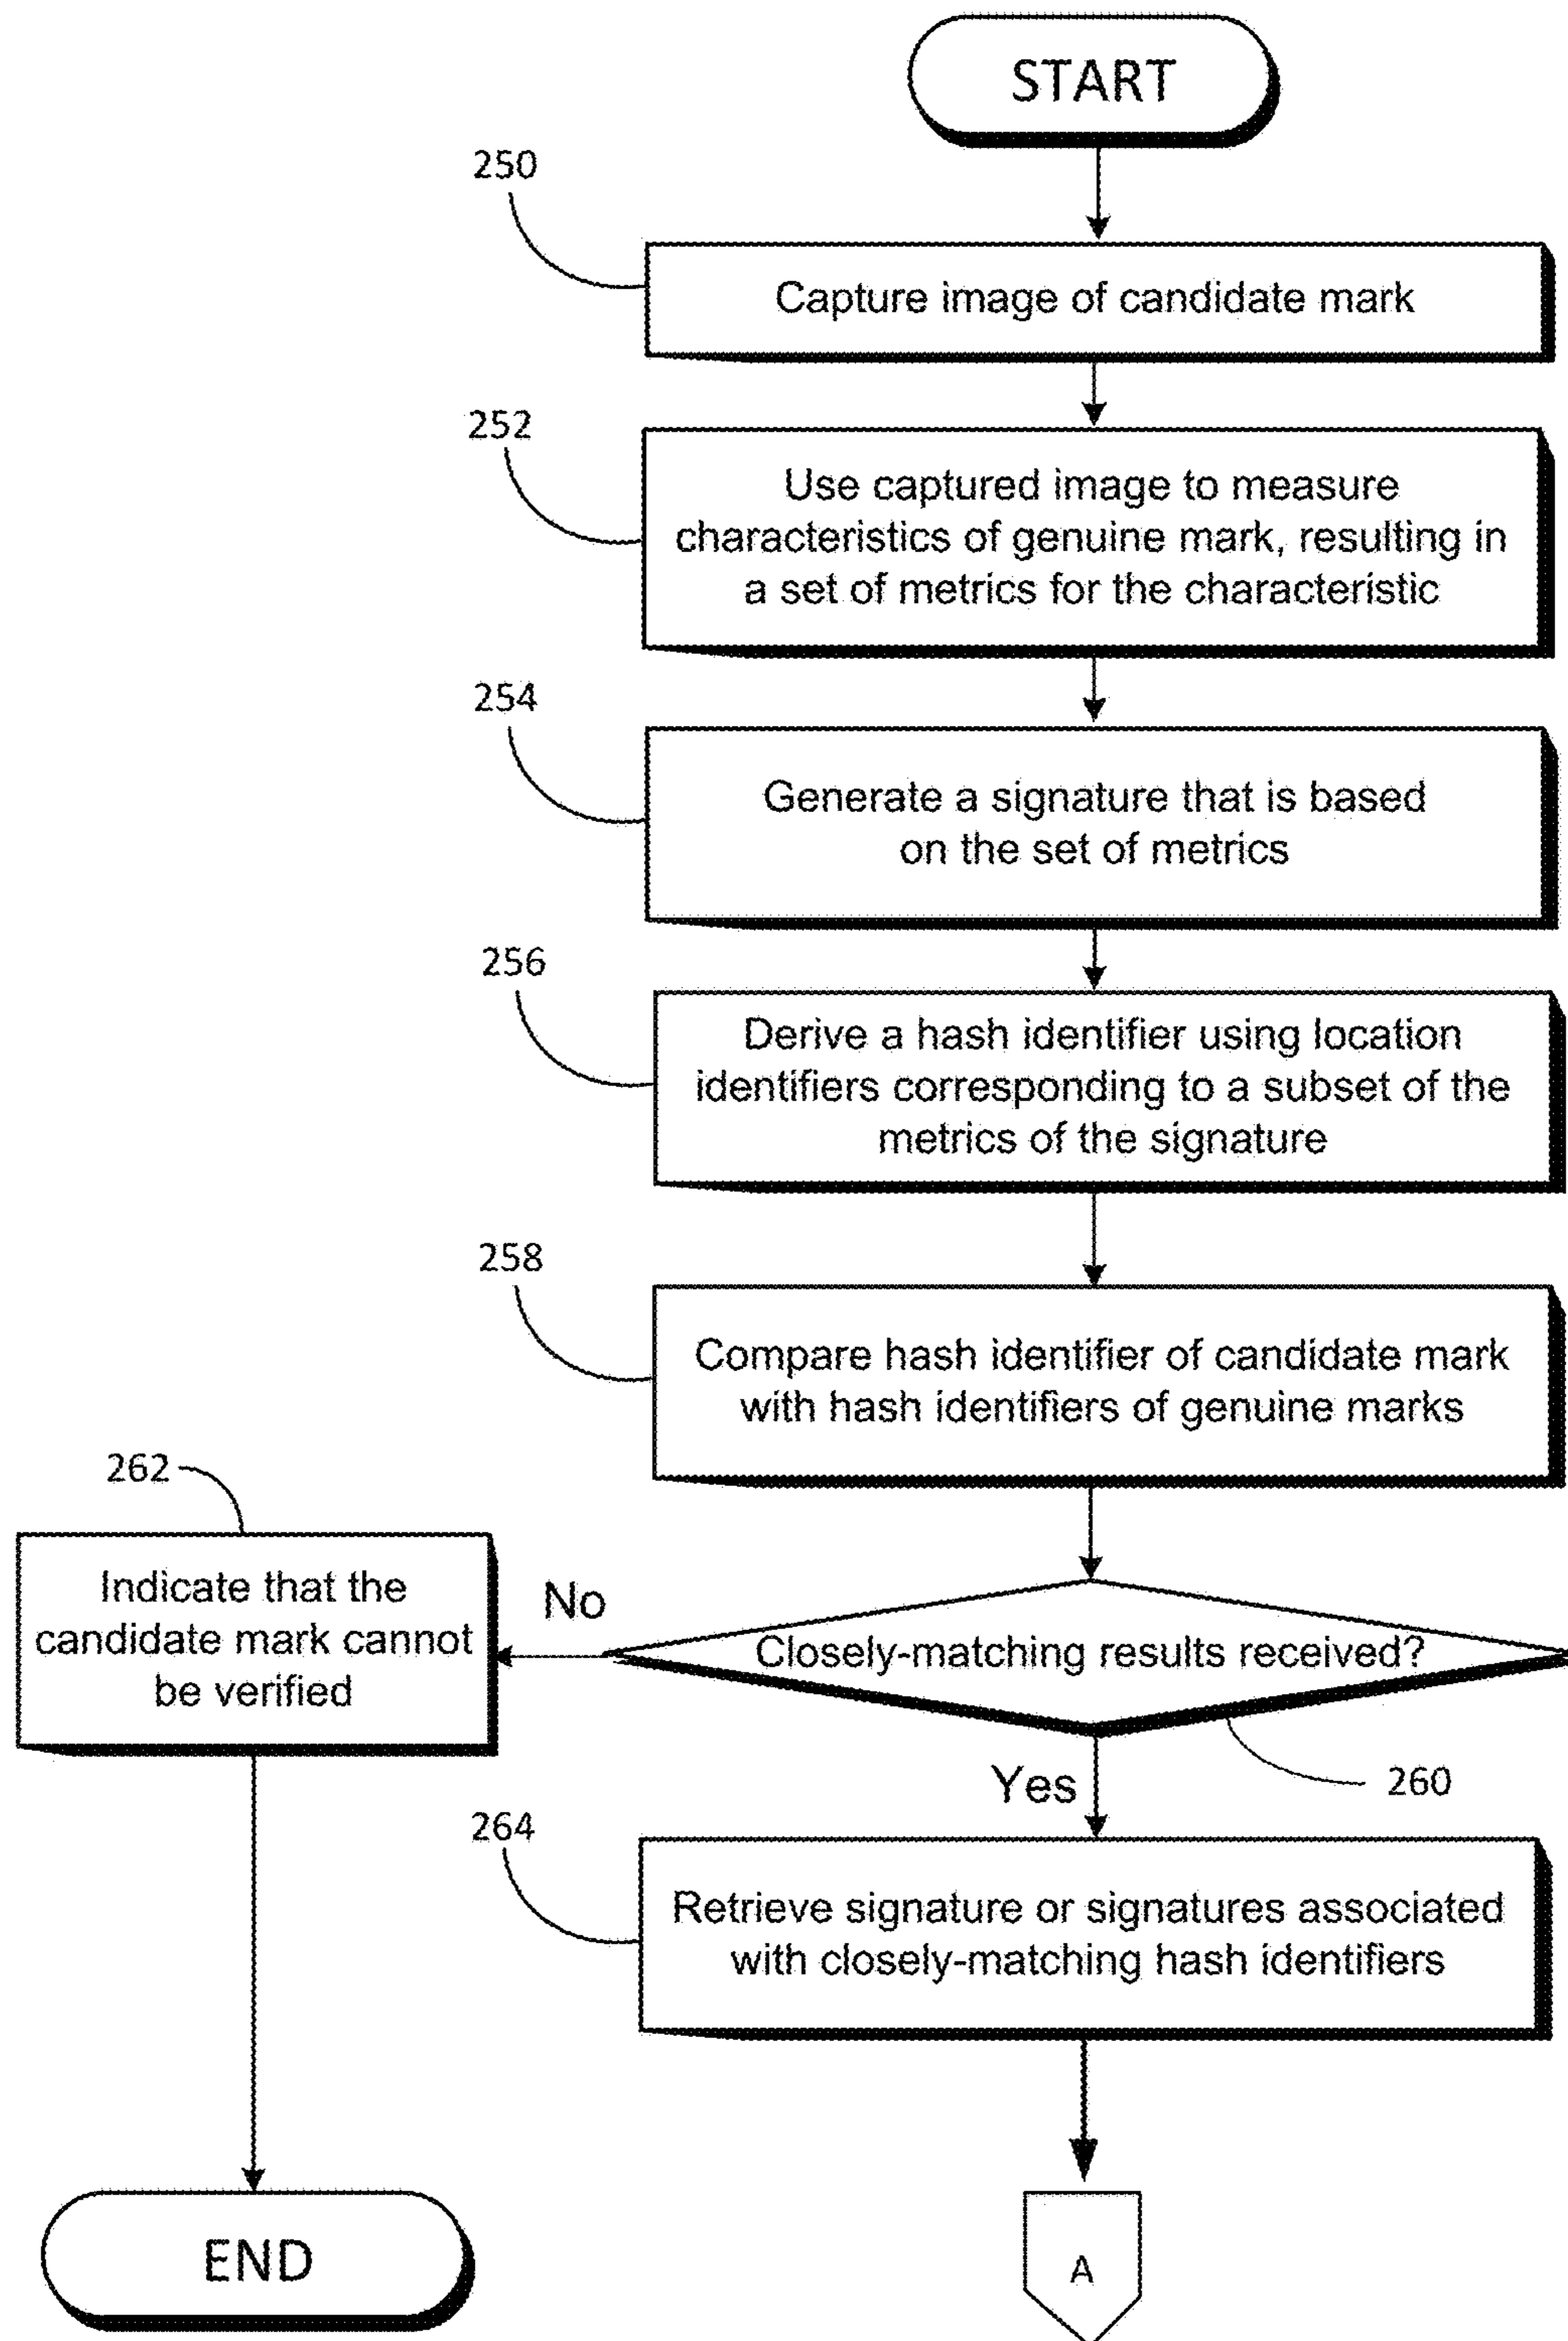 START
250
Capture image of candidate mark
252
Use captured image to measure
characteristics of genuine mark, resulting in
a set of metrics for the characteristic
254
Generate a signature that is based
on the set of metrics
256
Derive a hash identifier using location
identifiers corresponding to a subset of the
metrics of the signature
258
Compare hash identifier of candidate mark
with hash identifiers of genuine marks
262
Indicate that the
candidate mark cannot
be verified
No
Closely-matching results received?
Yes
260
264
Retrieve signature or signatures associated
with closely-matching hash identifiers
END
A